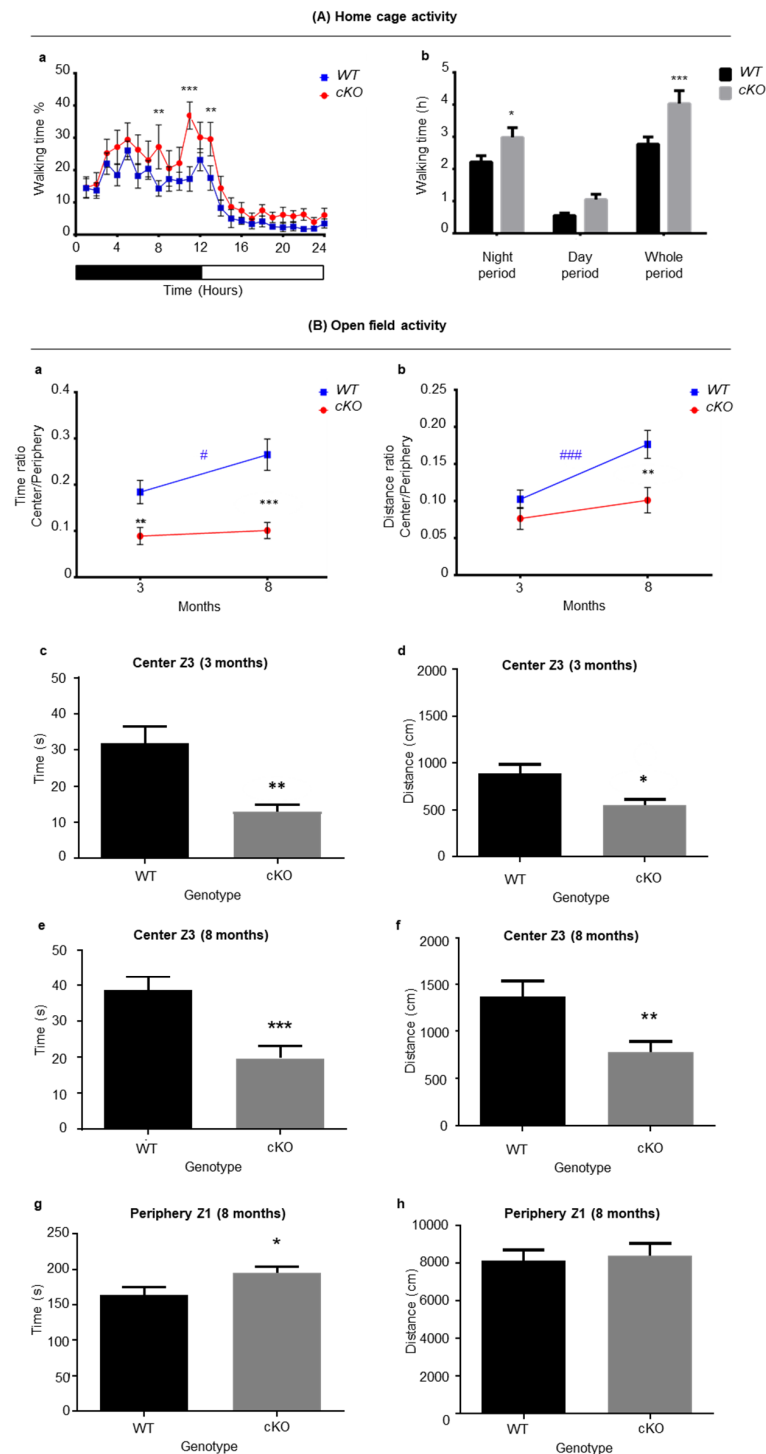 (A) Home cage activity
a
WT
cKO
50
40
30
20
10
0
Walking time %
** *** **
0 4 8 12 16 20 24
Time (Hours)
b
WT
cKO
5
4
3
2
1
0
Walking time (h)
* ***
Night period
Day period
Whole period
(B) Open field activity
a
WT
cKO
0.4
0.3
0.2
0.1
0
Time ratio
Center/Periphery
#
** ***
3 8
Months
b
WT
cKO
0.25
0.20
0.15
0.10
0.05
0
Distance ratio
Center/Periphery
###
**
3 8
Months
c
Center Z3 (3 months)
50
40
30
20
10
0
Time (s)
**
WT cKO
Genotype
d
Center Z3 (3 months)
2000
1500
1000
500
0
Distance (cm)
*
WT cKO
Genotype
e
Center Z3 (8 months)
50
40
30
20
10
0
Time (s)
***
WT cKO
Genotype
f
Center Z3 (8 months)
2000
1500
1000
500
0
Distance (cm)
**
WT cKO
Genotype
g
Periphery Z1 (8 months)
250
200
150
100
50
0
Time (s)
*
WT cKO
Genotype
h
Periphery Z1 (8 months)
10000
8000
6000
4000
2000
0
Distance (cm)
WT cKO
Genotype